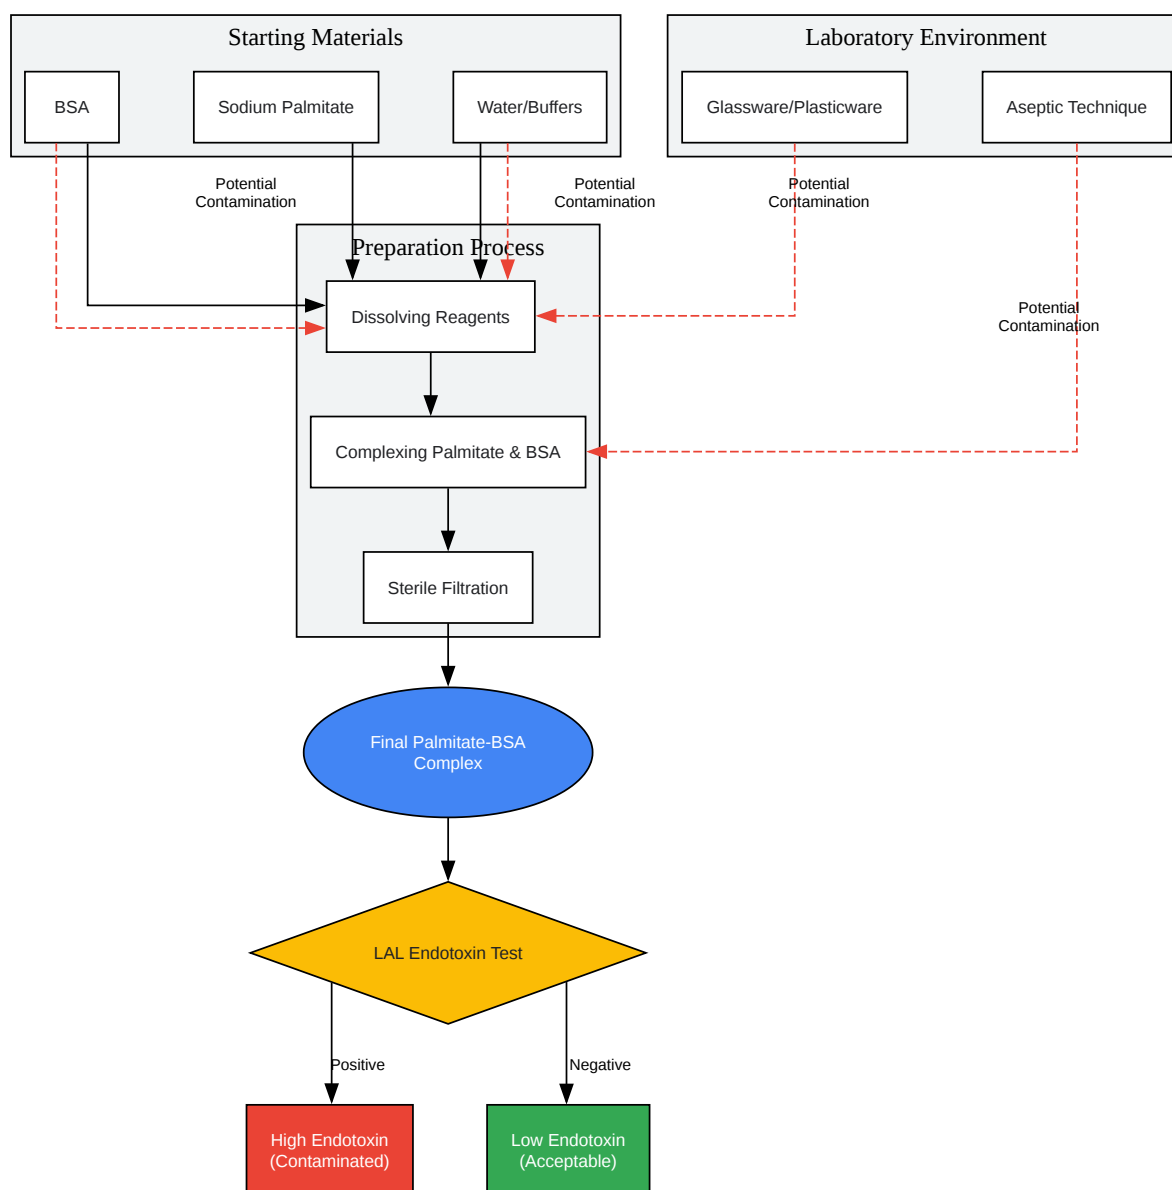 Starting Materials
Laboratory Environment
BSA
Sodium Palmitate
Water/Buffers
Glassware/Plasticware
Aseptic Technique
Potential
Contamination
Potential
Contamination
Potential
Contamination
Preparation Process
Dissolving Reagents
Potential
Contamination
Complexing Palmitate & BSA
Sterile Filtration
Final Palmitate-BSA
Complex
LAL Endotoxin Test
Positive
Negative
High Endotoxin
(Contaminated)
Low Endotoxin
(Acceptable)